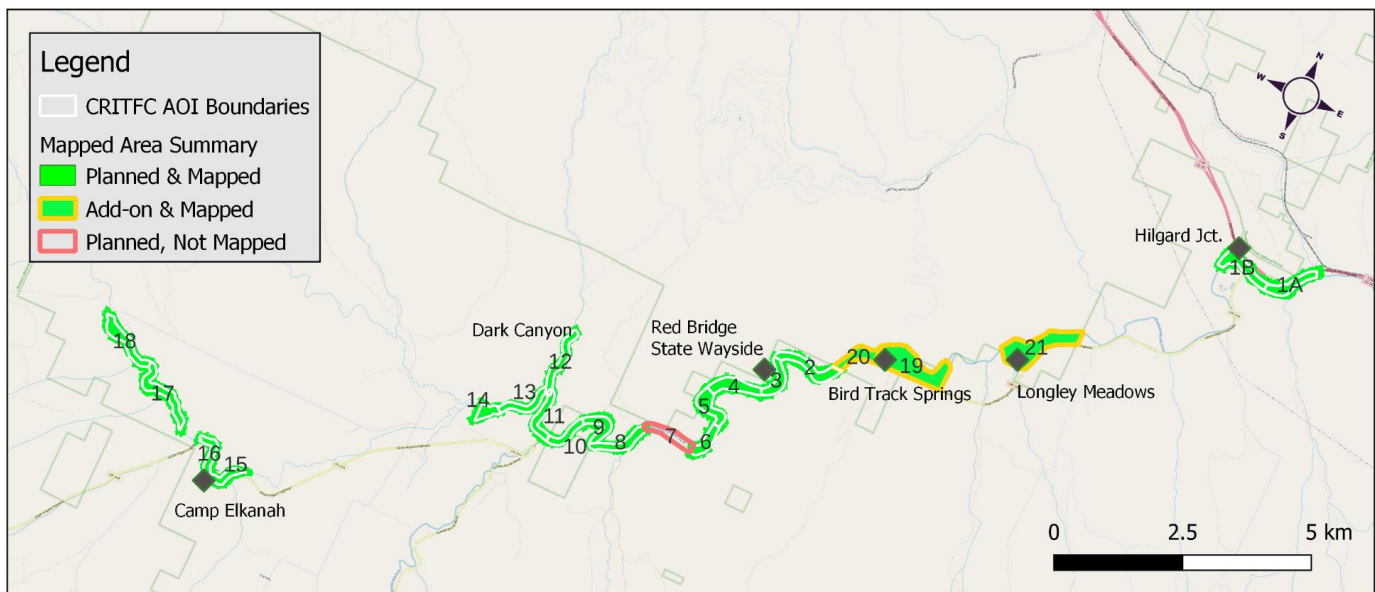 Legend
CRITFC AOI Boundaries
Mapped Area Summary
Planned & Mapped
Add-on & Mapped
Planned, Not Mapped
N
W
E
S
Hilgard Jct.
1B
1A
Dark Canyon
Red Bridge
State Wayside
18
17
12
20
19
21
2
3
4
Bird Track Springs
Longley Meadows
14
13
5
11
9
7
10
8
6
16
15
Camp Elkanah
0
2.5
5 km